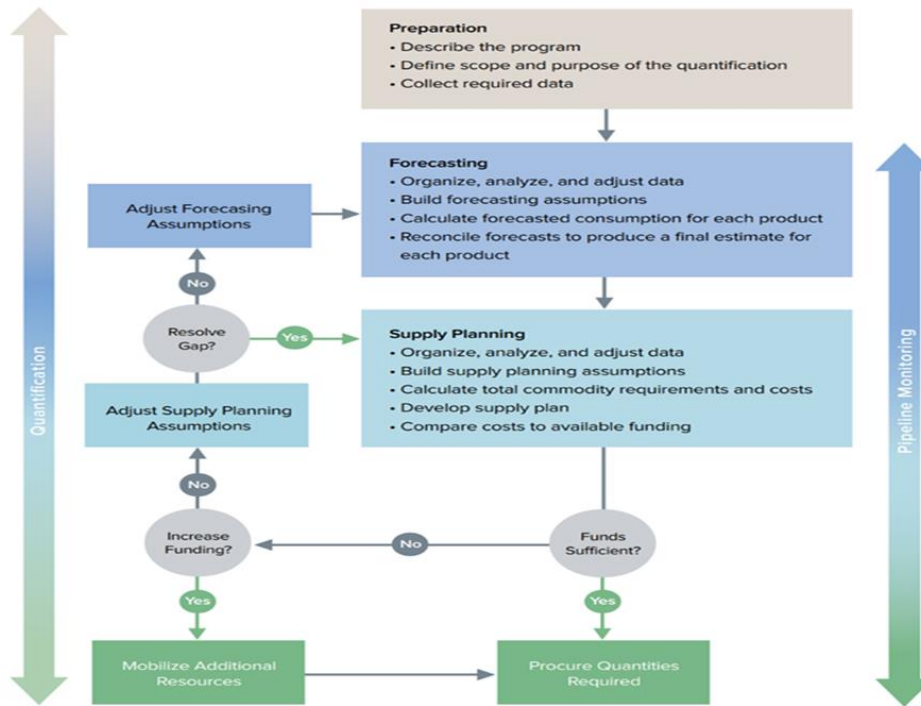 Preparation
• Describe the program
• Define scope and purpose of the quantification
• Collect required data
Forecasting
• Organize, analyze, and adjust data
• Build forecasting assumptions
• Calculate forecasted consumption for each product
• Reconcile forecasts to produce a final estimate for
each product
Adjust Forecasing
Assumptions
No
Resolve
Gap?
Yes
Supply Planning
• Organize, analyze, and adjust data
• Build supply planning assumptions
• Calculate total commodity requirements and costs
• Develop supply plan
• Compare costs to available funding
Adjust Supply Planning
Assumptions
No
Increase
Funding?
No
Funds
Sufficient?
Yes
Yes
Mobilize Additional
Resources
Procure Quantities
Required
Quantification
Pipeline Monitoring